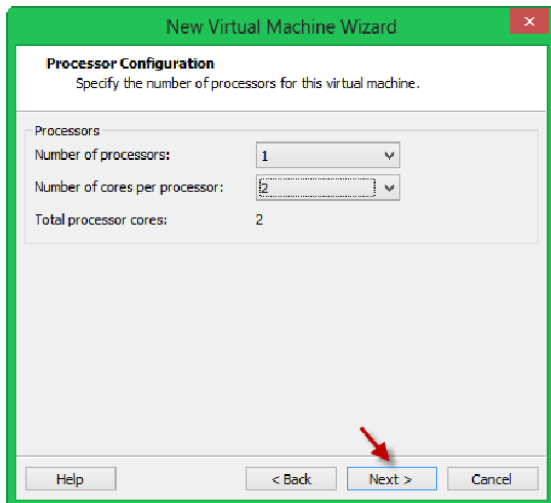 New Virtual Machine Wizard
Processor Configuration
Specify the number of processors for this virtual machine.
Processors
Number of processors: 1
Number of cores per processor: 2
Total processor cores: 2
Help < Back Next > Cancel